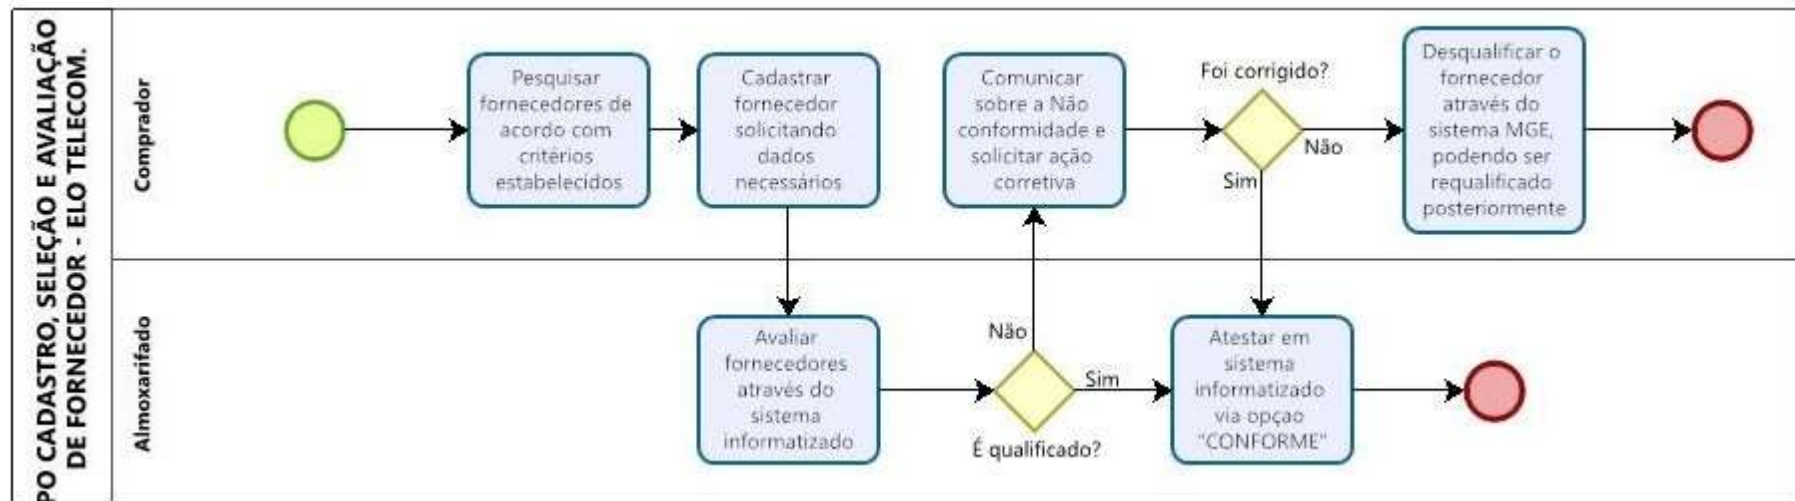 PO CADASTRO, SELEÇÃO E AVALIAÇÃO
DE FORNECEDOR - ELO TELECOM.
Comprador
Pesquisar
fornecedores de
acordo com
critérios
estabelecidos
Cadastrar
fornecedor
solicitando
dados
necessários
Comunicar
sobre a Não
conformidade e
solicitar ação
corretiva
Foi corrigido?
Não
Sim
Desqualificar o
fornecedor
através do
sistema MGE,
podendo ser
requalificado
posteriormente
Almoxarifado
Avaliar
fornecedores
através do
sistema
informatizado
Não
Sim
É qualificado?
Atestar em
sistema
informatizado
via opçao
"CONFORME"